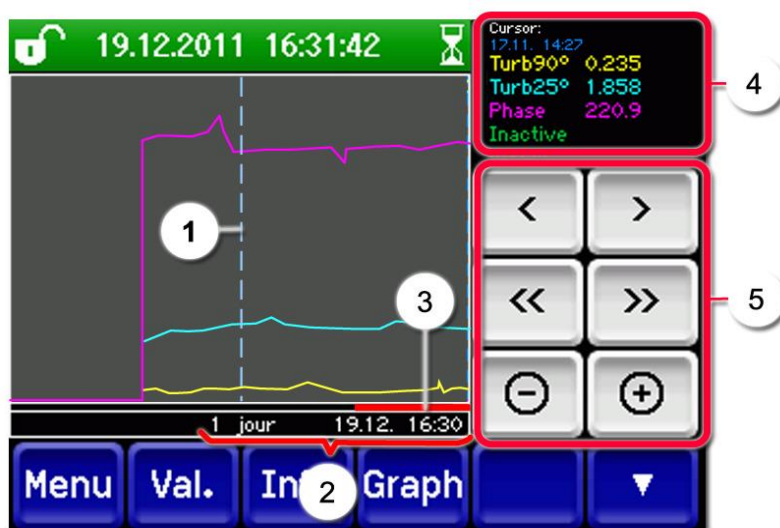 19.12.2011 16:31:42
Cursor:
17.11. 14:27
Turb90° 0.235
Turb25° 1.858
Phase 220.9
Inactive
4
1
3
< >
<< >>
5
1 jour 19.12. 16:30
2
Menu Val. Graph